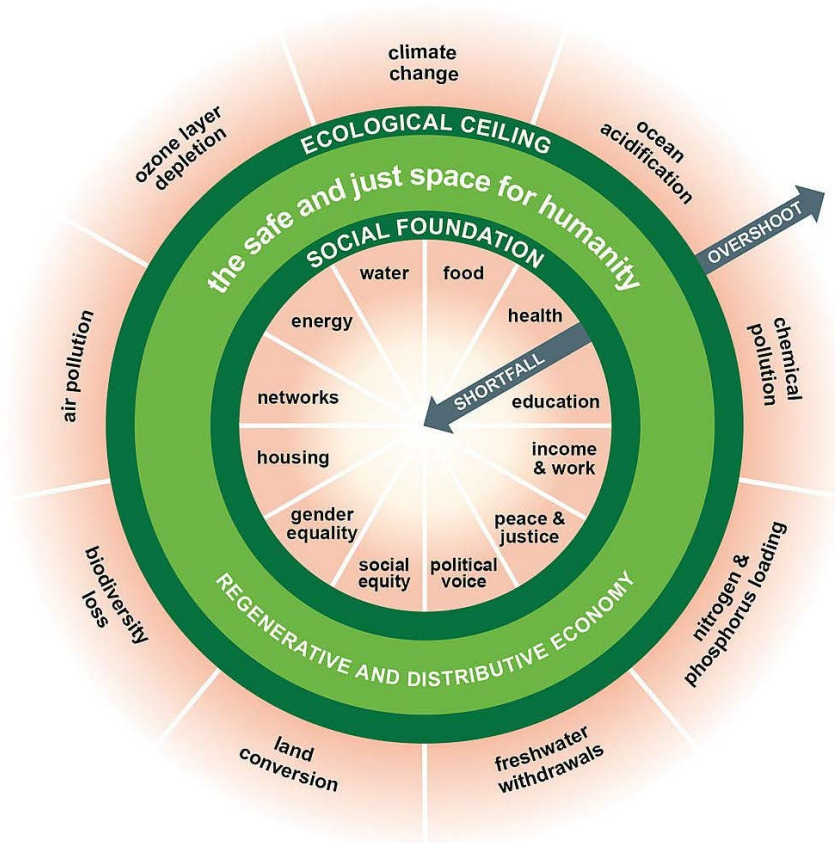 climate
change
ozone layer
depletion
ocean
acidification
ECOLOGICAL CEILING
the safe and just space for humanity
OVERSHOOT
SOCIAL FOUNDATION
water
food
energy
health
air pollution
chemical
pollution
SHORTFALL
networks
education
housing
income
& work
gender
equality
peace &
justice
social
equity
political
voice
biodiversity
loss
nitrogen &
phosphorus loading
REGENERATIVE AND DISTRIBUTIVE ECONOMY
land
conversion
freshwater
withdrawals